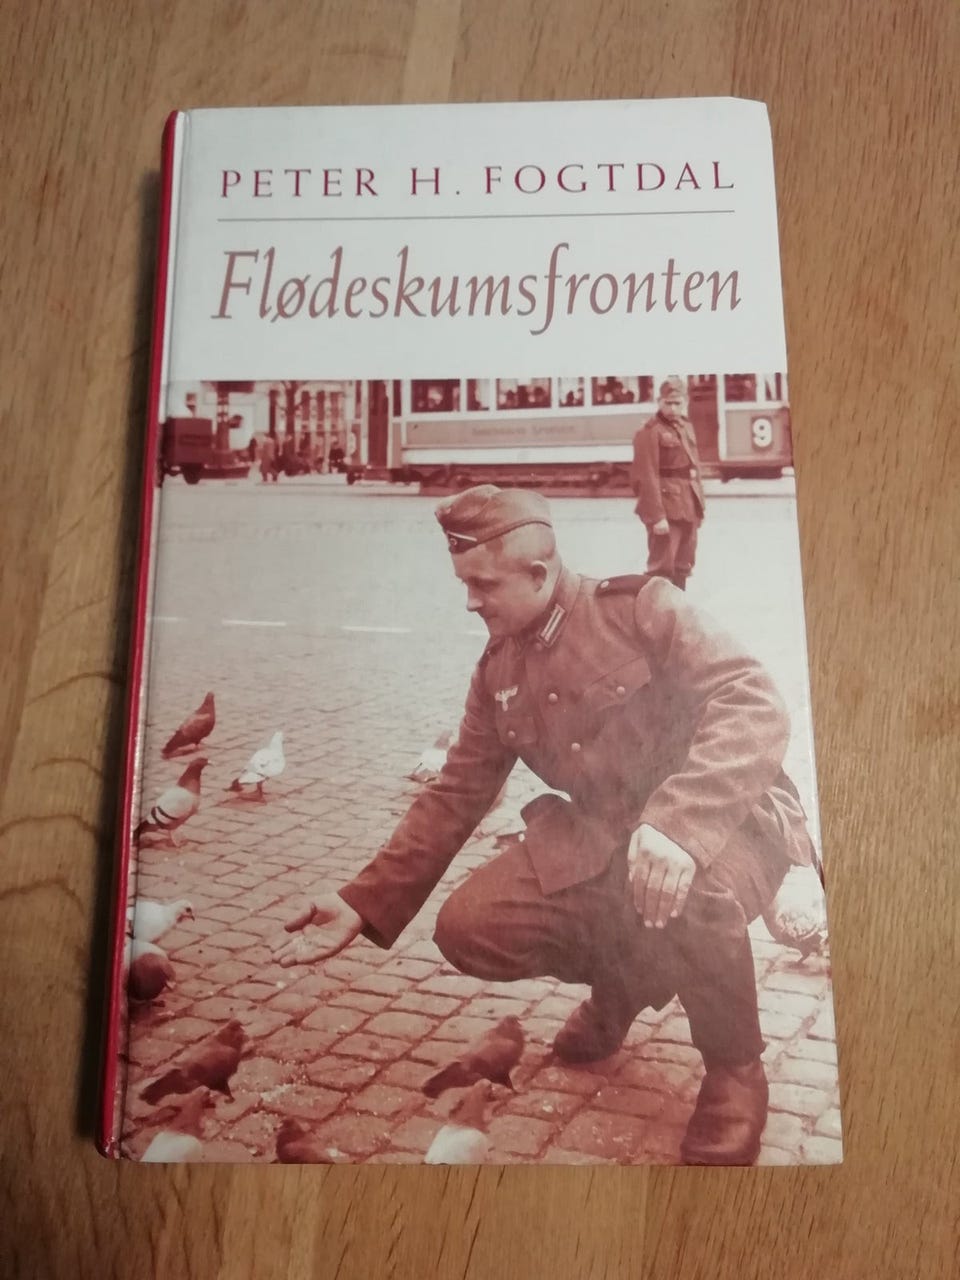 PETER H. FOGTDAL
Flødeskumsfronten
9